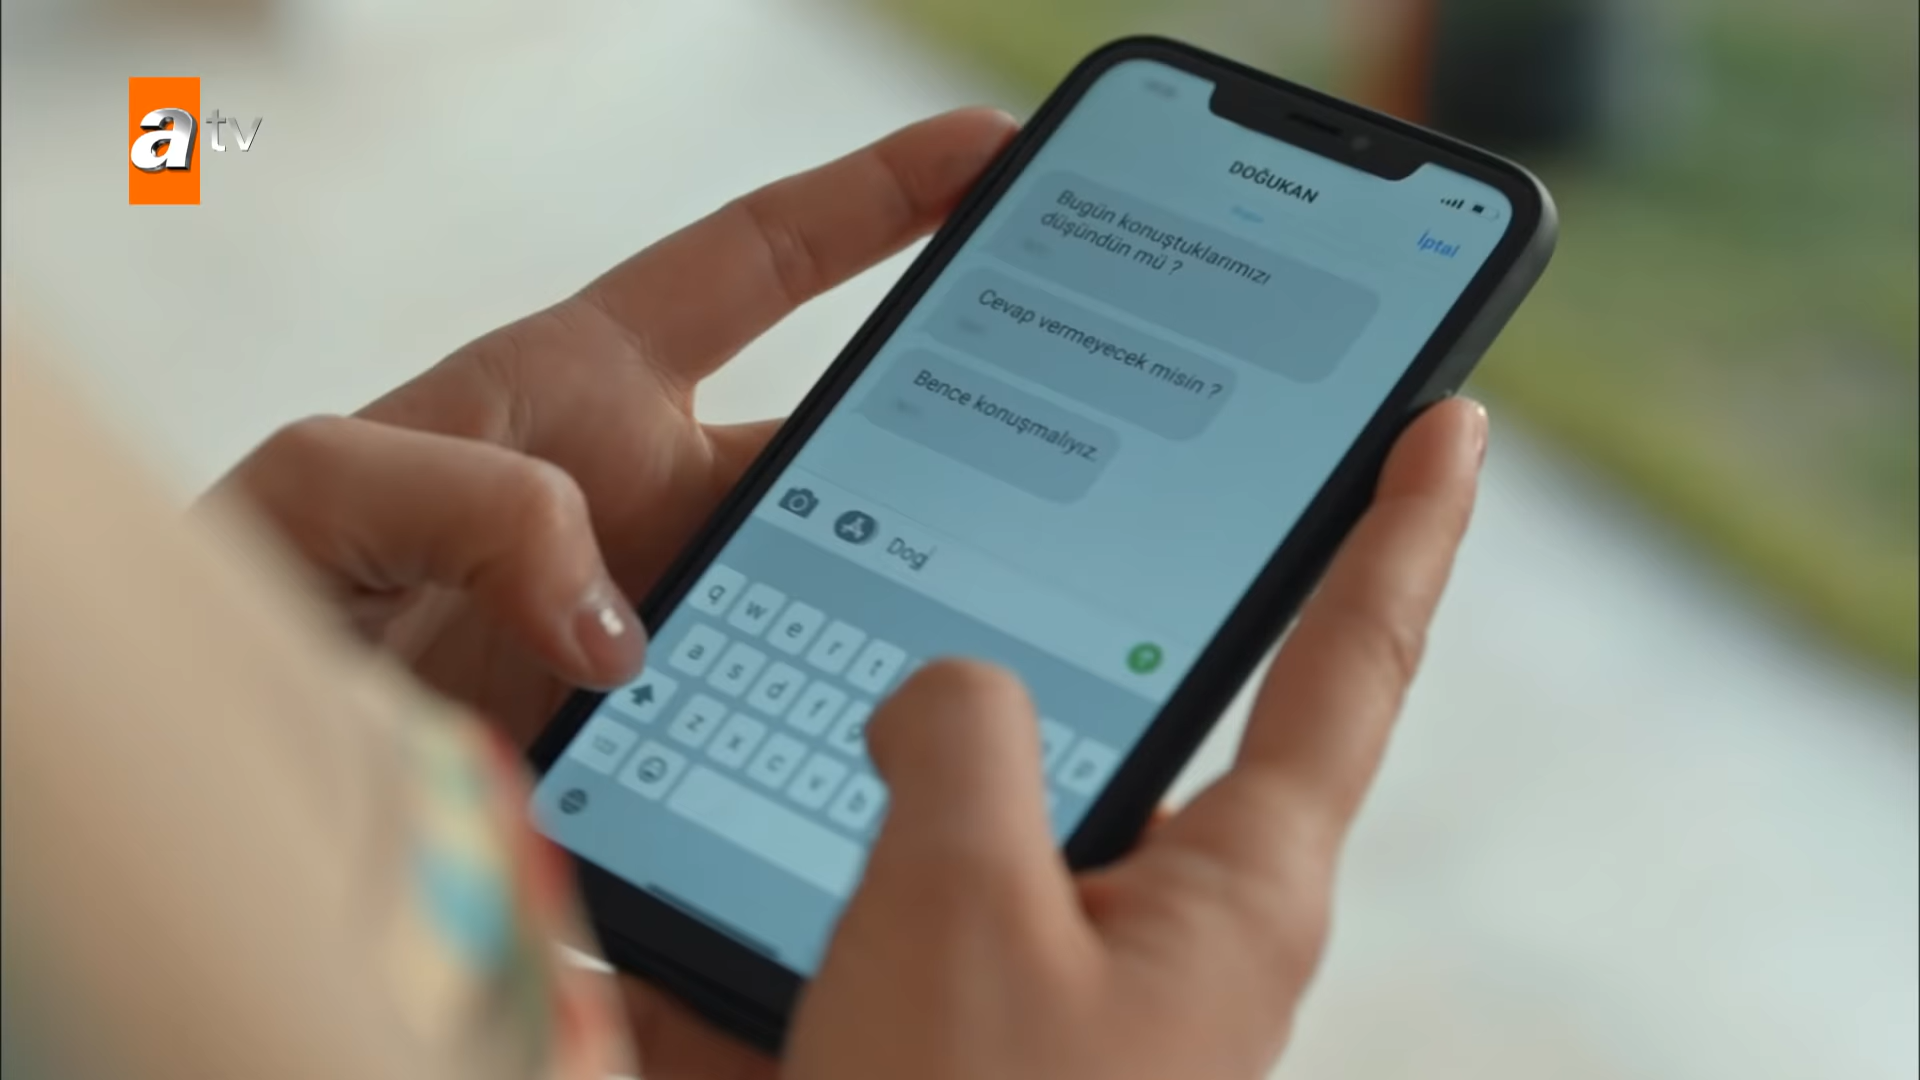 atv
DOĞUKAN
İptal
Bugün konuştuklarımızı
düşündün mü ?
Cevap vermeyecek misin ?
Bence konuşmalıyız.
Dog
q w e r t p
a s d f
z x c v b